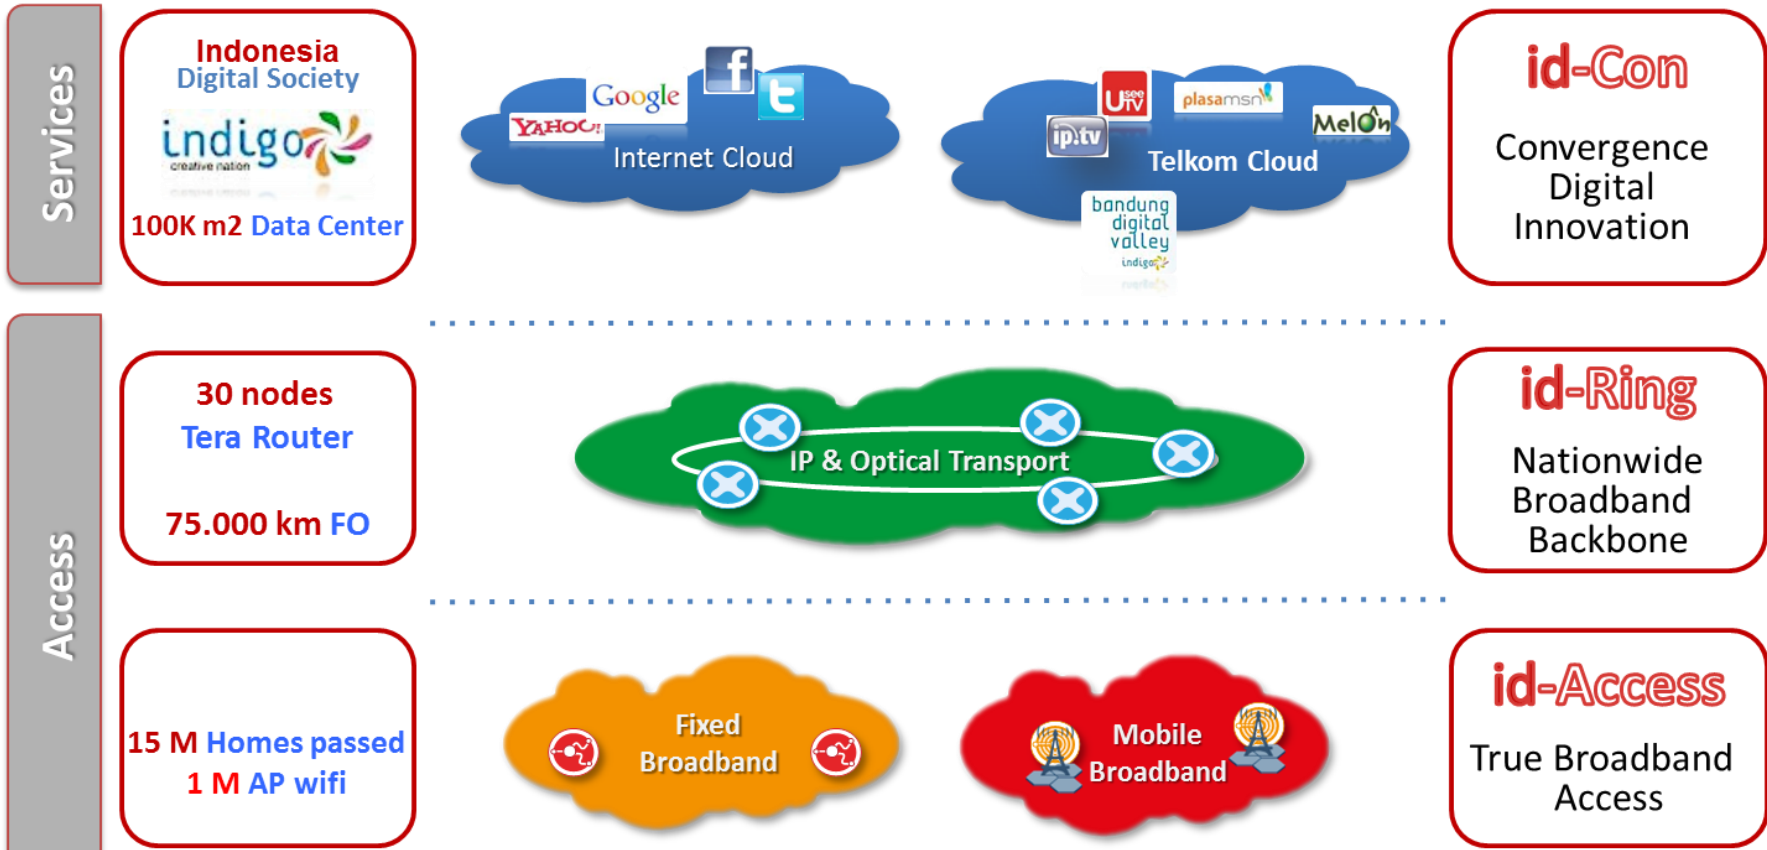 Services
Indonesia
Digital Society
indigo
creative nation
100K m2 Data Center
YAHOO!
Google
f
t
Internet Cloud
USee
TV
plasamsn
ip.tv
Melon
Telkom Cloud
bandung
digital
valley
indigo
id-Con
Convergence
Digital
Innovation
Access
30 nodes
Tera Router
75.000 km FO
IP & Optical Transport
id-Ring
Nationwide
Broadband
Backbone
15 M Homes passed
1 M AP wifi
Fixed
Broadband
Mobile
Broadband
id-Access
True Broadband
Access